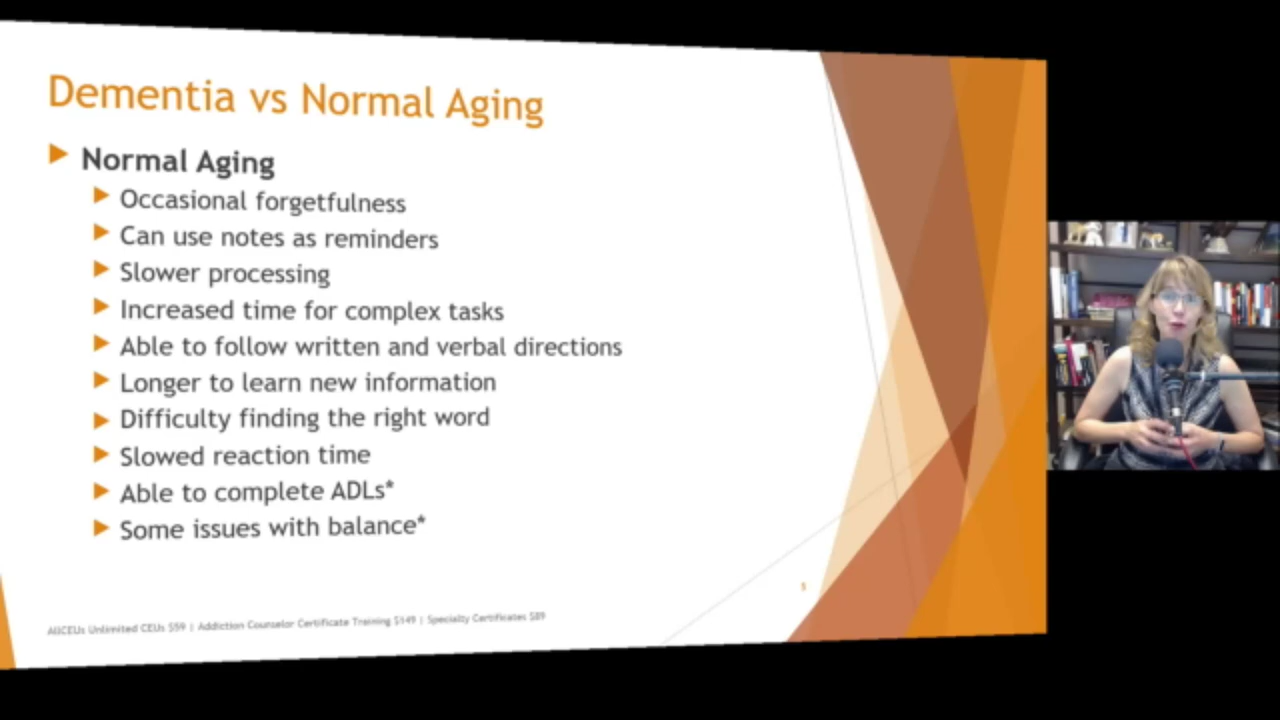 Dementia vs Normal Aging
Normal Aging
Occasional forgetfulness
Can use notes as reminders
Slower processing
Increased time for complex tasks
Able to follow written and verbal directions
Longer to learn new information
Difficulty finding the right word
Slowed reaction time
Able to complete ADLs*
Some issues with balance*
AllCEUs Unlimited CEUs $59 | Addiction Counselor Certificate Training $149 | Specialty Certificates $89